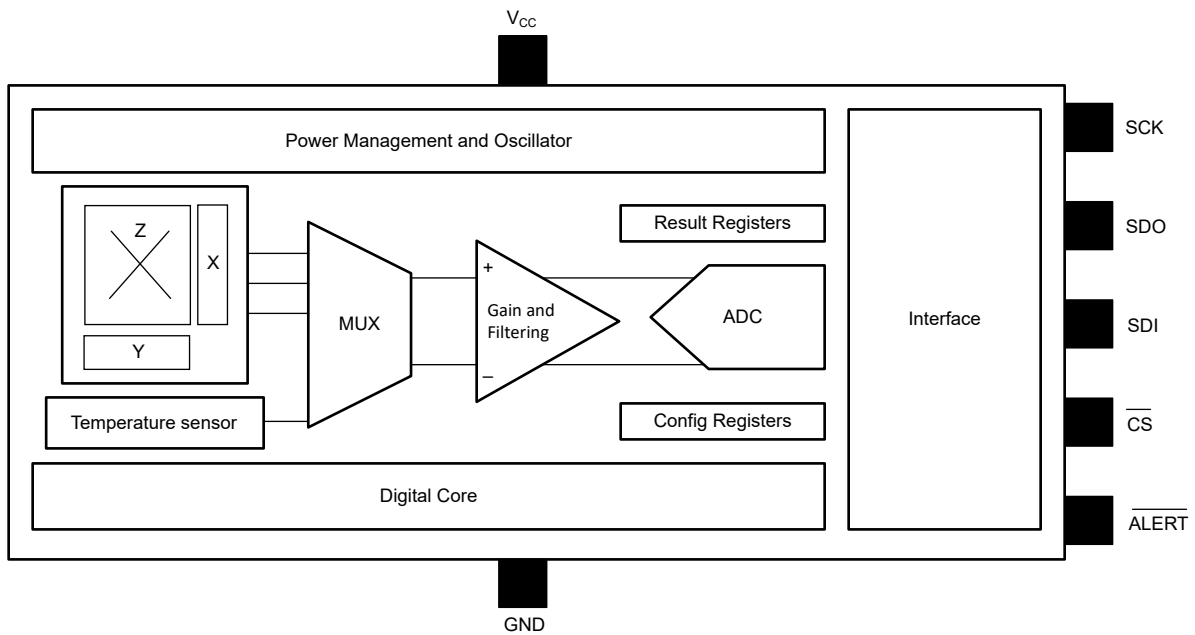 VCC
Power Management and Oscillator
SCK
Z
X
Y
Result Registers
SDO
MUX
+
Gain and
Filtering
–
ADC
Interface
SDI
Temperature sensor
Config Registers
CS
Digital Core
ALERT
GND